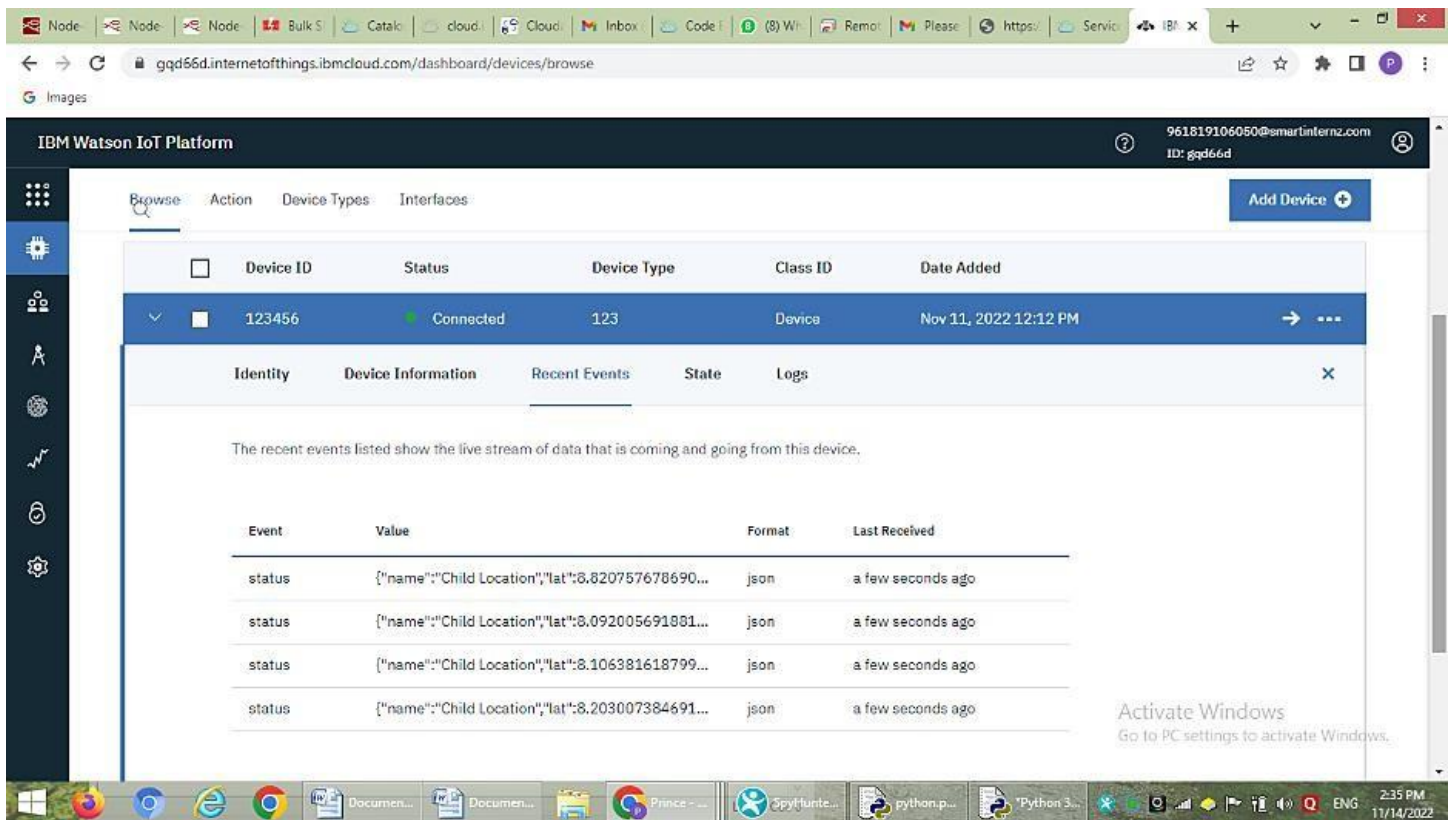 Node- Node- Node- Bulk S Catalo cloud. Cloud. Inbox Code F (8) Wh Remot Please https:/ Servic IBM
gqd66d.internetofthings.ibmcloud.com/dashboard/devices/browse
P
G Images
IBM Watson IoT Platform
961819106050@smartinternz.com
ID: gqd66d
Browse Action Device Types Interfaces Add Device
Device ID Status Device Type Class ID Date Added
123456 Connected 123 Device Nov 11, 2022 12:12 PM
Identity Device Information Recent Events State Logs
The recent events listed show the live stream of data that is coming and going from this device.
Event Value Format Last Received
status {"name":"Child Location","lat":8.820757678690... json a few seconds ago
status {"name":"Child Location","lat":8.092005691881... json a few seconds ago
status {"name":"Child Location","lat":8.106381618799... json a few seconds ago
status {"name":"Child Location","lat":8.203007384691... json a few seconds ago
Activate Windows
Go to PC settings to activate Windows.
Documen... Documen... Prince - ... SpyHunte... python.p... *Python 3... ENG 2:35 PM
11/14/2022